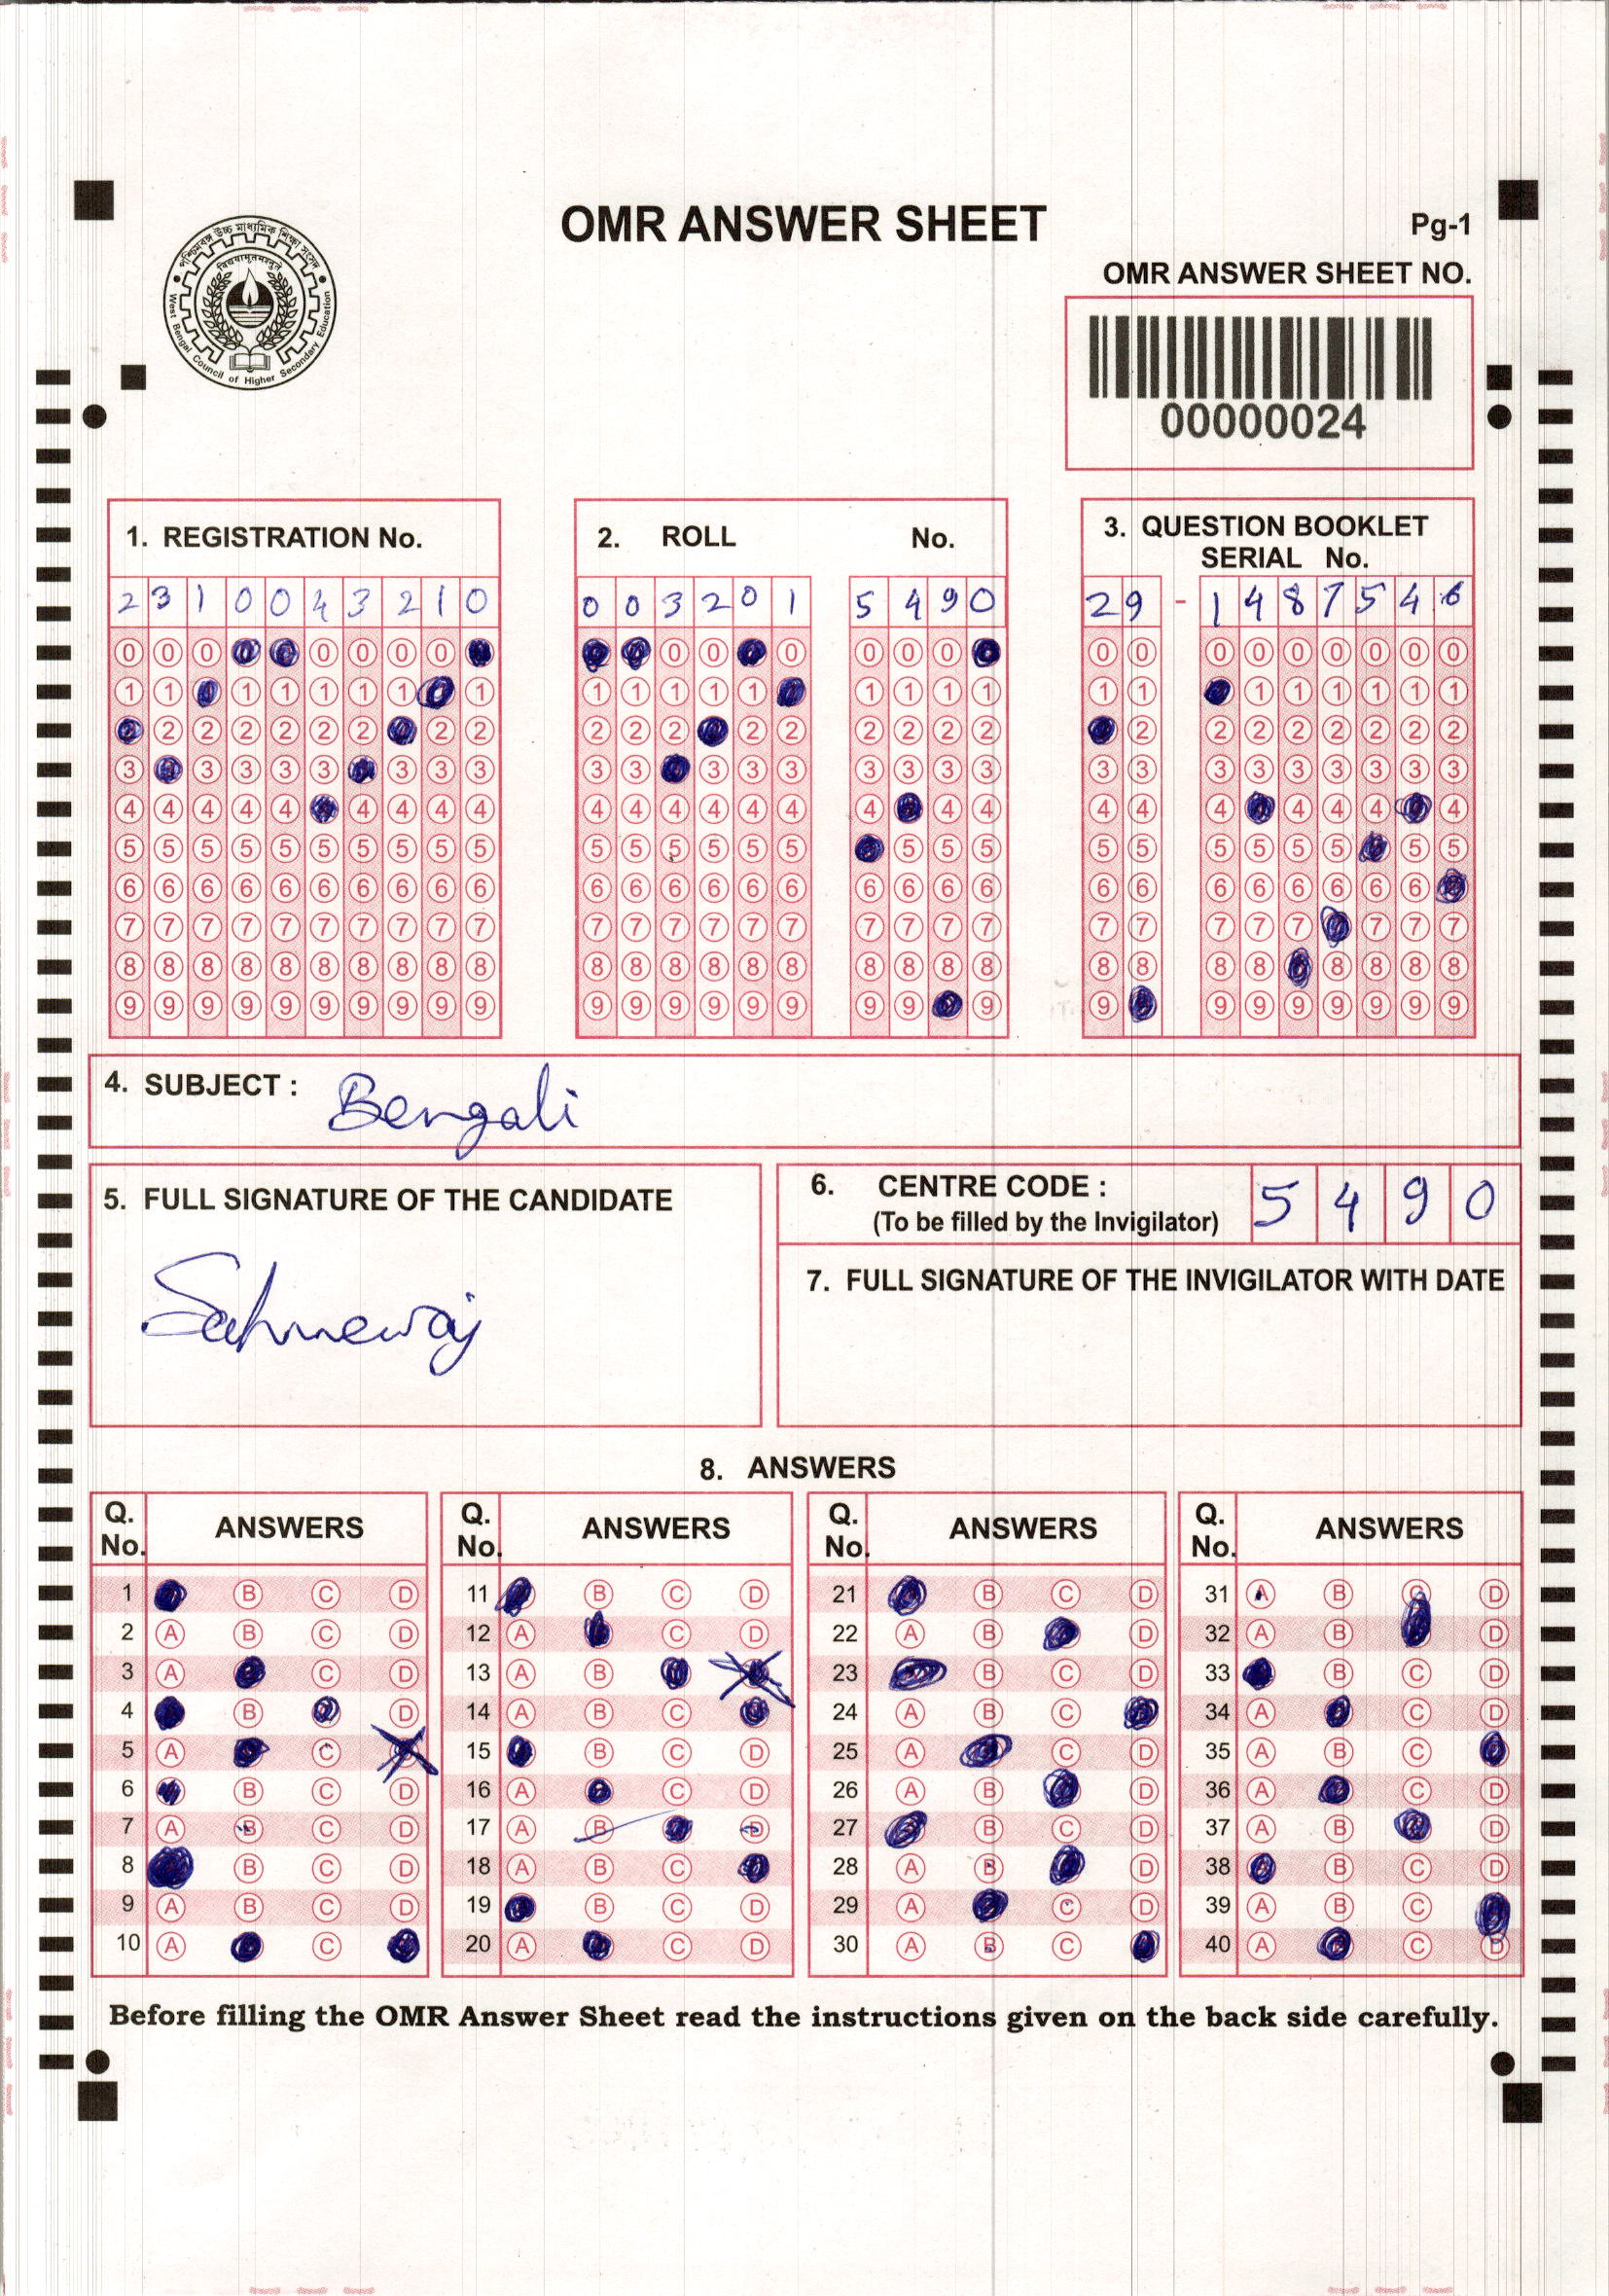 পশ্চিমবঙ্গ উচ্চ মাধ্যমিক শিক্ষা সংসদ
West Bengal Council of Higher Secondary Education
OMR ANSWER SHEET
Pg-1
OMR ANSWER SHEET NO.
00000024
1. REGISTRATION No.
2. ROLL No.
3. QUESTION BOOKLET SERIAL No.
2 3 1 0 0 4 3 2 1 0
0 0 3 2 0 1 5 4 9 0
2 9 - 1 4 8 7 5 4 6
4. SUBJECT : Bengali
5. FULL SIGNATURE OF THE CANDIDATE
Sahnewaj
6. CENTRE CODE : 5 4 9 0
(To be filled by the Invigilator)
7. FULL SIGNATURE OF THE INVIGILATOR WITH DATE
8. ANSWERS
Q. No. ANSWERS Q. No. ANSWERS Q. No. ANSWERS Q. No. ANSWERS
1 B C D 11 B C D 21 B C D 31 A B C D
2 A B C D 12 A C D 22 A B D 32 A B D
3 A C D 13 A B 23 B C D 33 B C D
4 B D 14 A B C 24 A B C 34 A C D
5 A C 15 B C D 25 A C D 35 A B C
6 B C D 16 A C D 26 A B D 36 A C D
7 A B C D 17 A B D 27 B C D 37 A B D
8 B C D 18 A B C 28 A B D 38 B C D
9 A B C D 19 B C D 29 A C D 39 A B C
10 A C 20 A C D 30 A B C 40 A C D
Before filling the OMR Answer Sheet read the instructions given on the back side carefully.